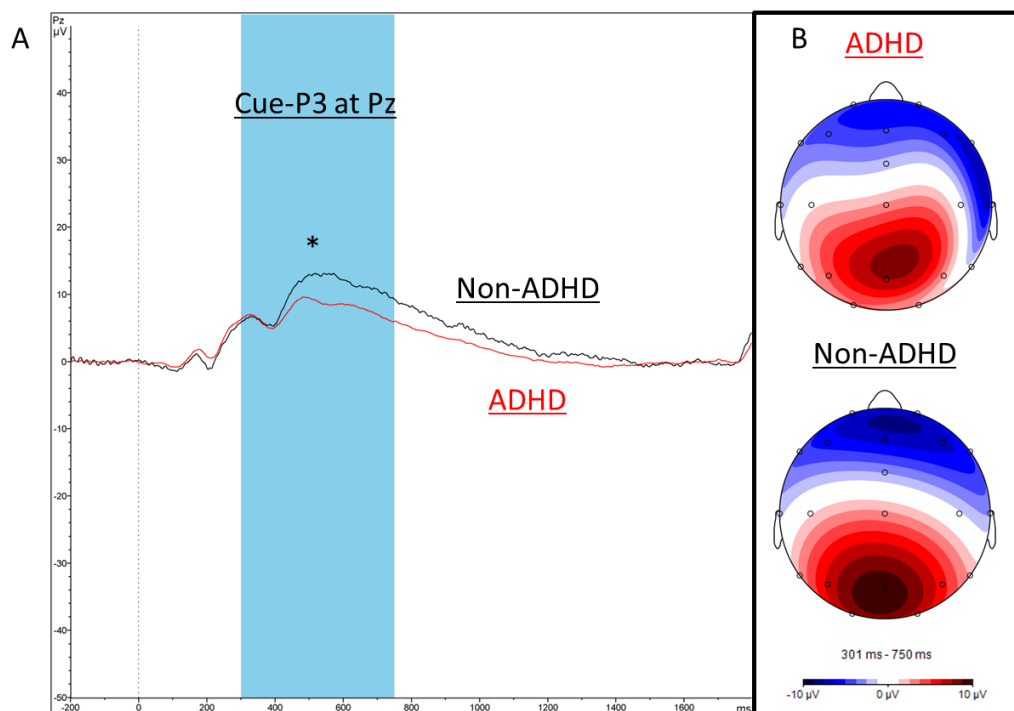 A
Pz
µV
40
30
20
10
0
-10
-20
-30
-40
-50
Cue-P3 at Pz
*
Non-ADHD
ADHD
-200 0 200 400 600 800 1000 1200 1400 1600 ms
B
ADHD
Non-ADHD
301 ms - 750 ms
-10 µV 0 µV 10 µV